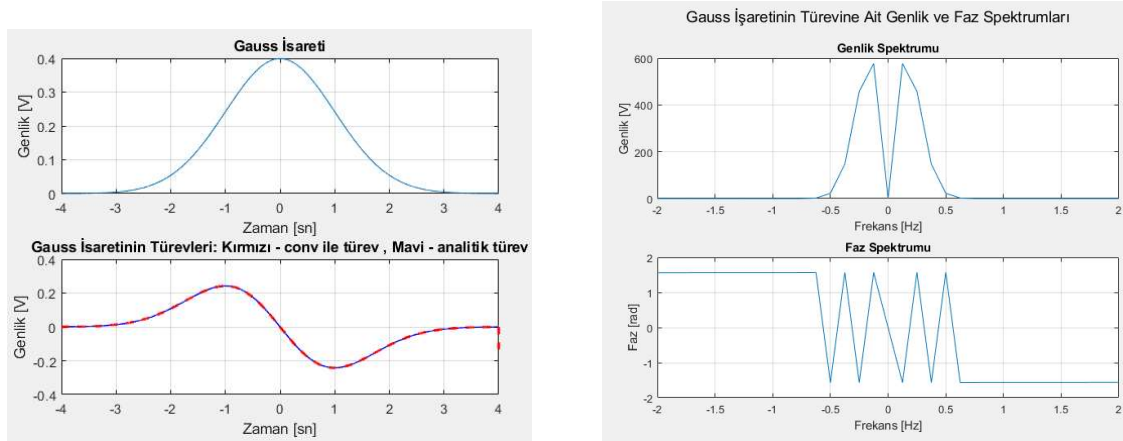 Gauss İsareti
Genlik [V]
0.4
0.3
0.2
0.1
0
-4 -3 -2 -1 0 1 2 3 4
Zaman [sn]
Gauss İsaretinin Türevleri: Kırmızı - conv ile türev , Mavi - analitik türev
Genlik [V]
0.4
0.2
0
-0.2
-0.4
-4 -3 -2 -1 0 1 2 3 4
Zaman [sn]
Gauss İşaretinin Türevine Ait Genlik ve Faz Spektrumları
Genlik Spektrumu
Genlik [V]
600
400
200
0
-2 -1.5 -1 -0.5 0 0.5 1 1.5 2
Frekans [Hz]
Faz Spektrumu
Faz [rad]
2
1
0
-1
-2
-2 -1.5 -1 -0.5 0 0.5 1 1.5 2
Frekans [Hz]